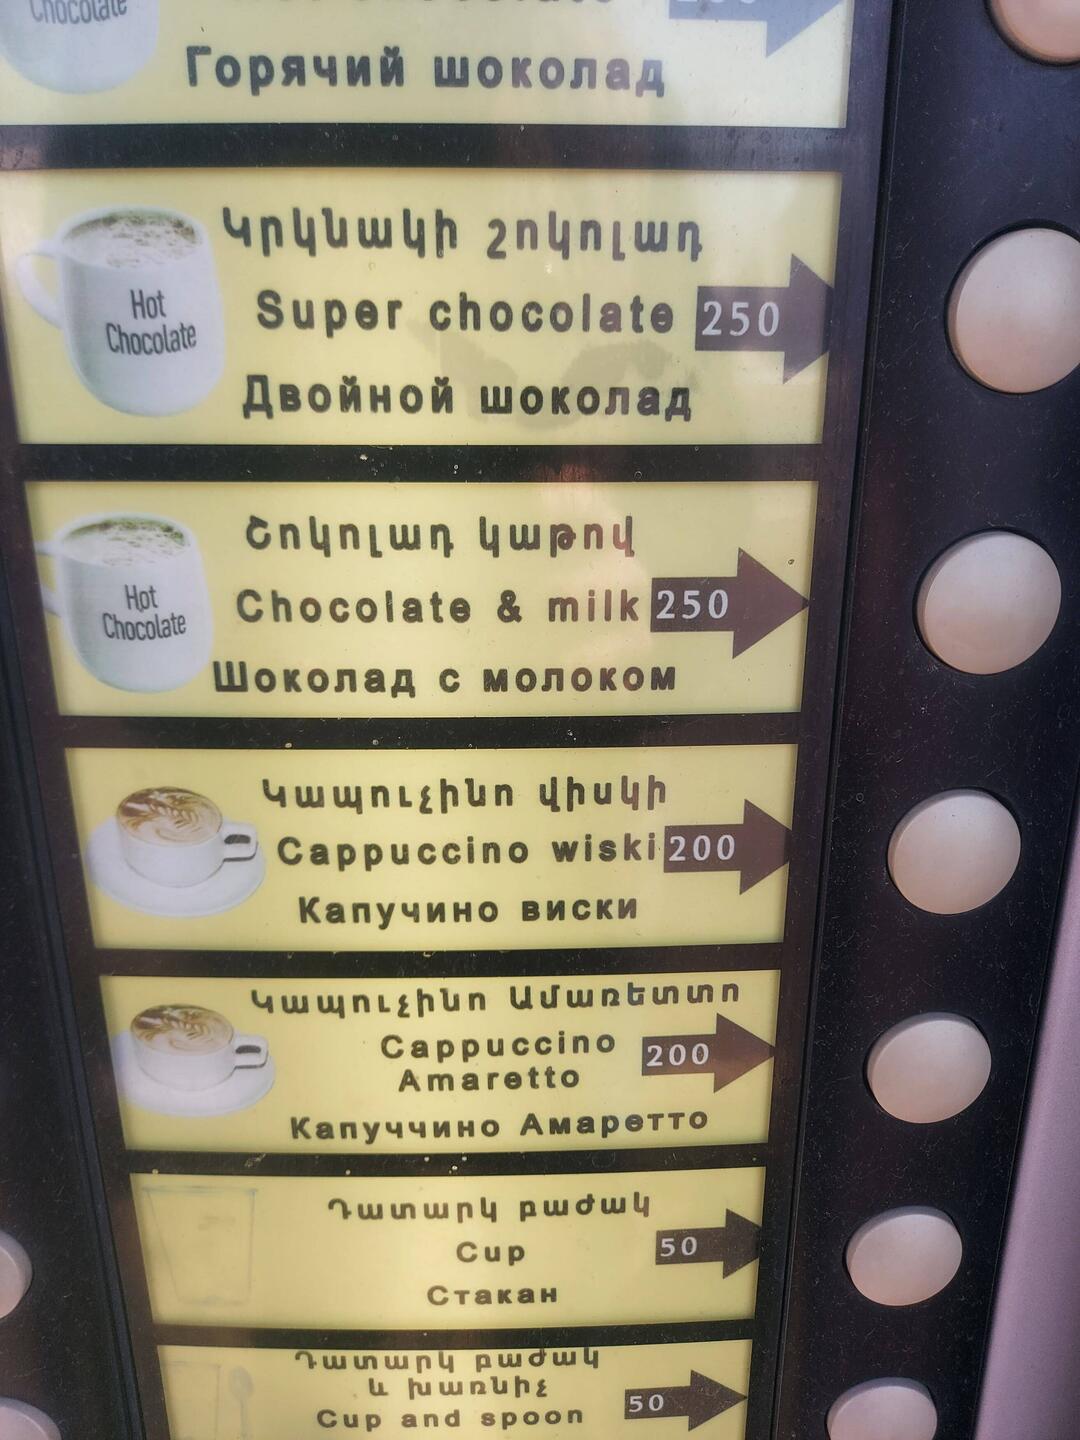 Chocolate
Горячий шоколад
Կրկնակի շոկոլադ
Super chocolate 250
Двойной шоколад
Hot
Chocolate
Շոկոլադ կաթով
Chocolate & milk 250
Шоколад с молоком
Hot
Chocolate
Կապուչինո վիսկի
Cappuccino wiski 200
Капучино виски
Կապուչինո Ամառետտո
Cappuccino
Amaretto
200
Капуччино Амаретто
Դատարկ բաժակ
Cup
50
Стакан
Դատարկ բաժակ
և խառնիչ
Cup and spoon
50